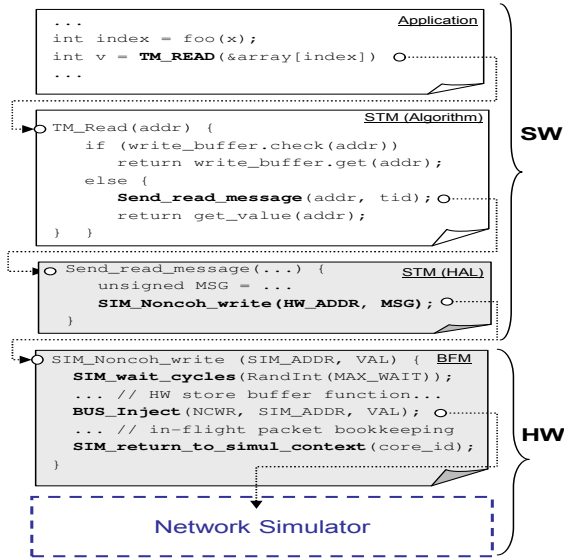 ...
Application
int index = foo(x);
int v = TM_READ(&array[index])
...
STM (Algorithm)
TM_Read(addr) {
if (write_buffer.check(addr))
return write_buffer.get(addr);
else {
Send_read_message(addr, tid);
return get_value(addr);
} }
SW
Send_read_message(...) {
STM (HAL)
unsigned MSG = ...
SIM_Noncoh_write(HW_ADDR, MSG);
}
SIM_Noncoh_write (SIM_ADDR, VAL) {
BFM
SIM_wait_cycles(RandInt(MAX_WAIT));
... // HW store buffer function...
BUS_Inject(NCWR, SIM_ADDR, VAL);
... // in-flight packet bookkeeping
SIM_return_to_simul_context(core_id);
}
HW
Network Simulator